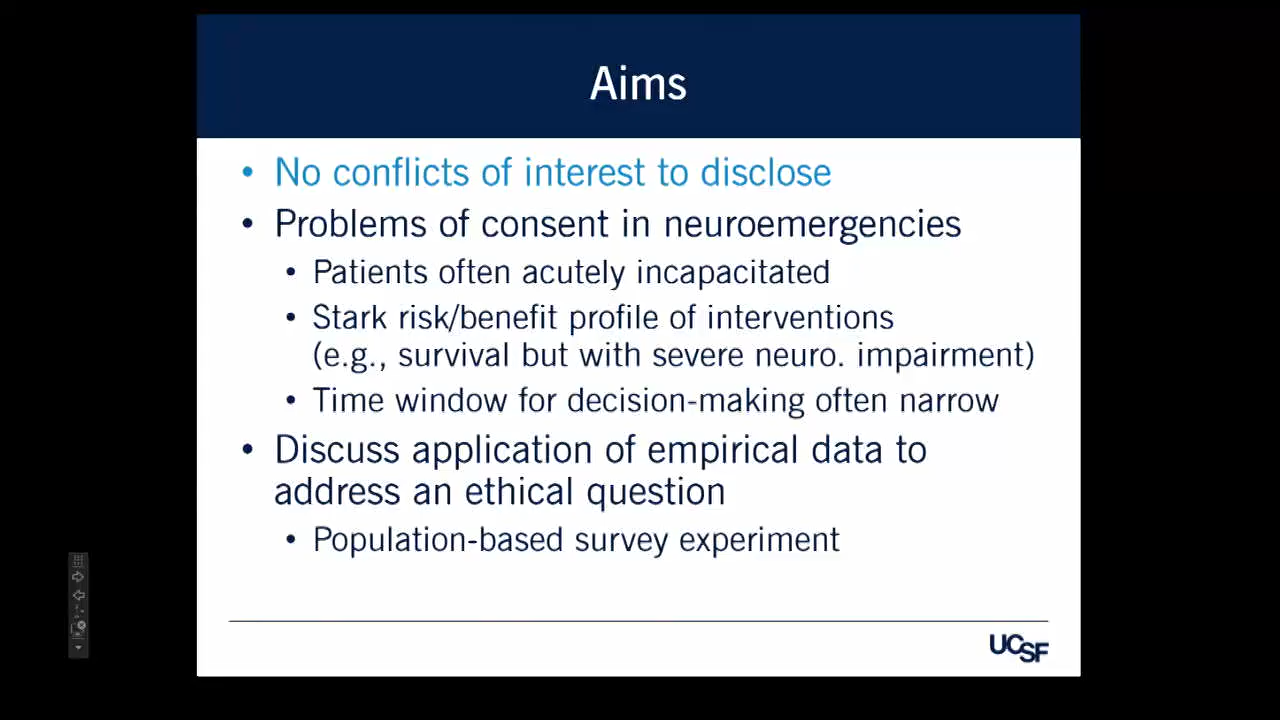 Aims
• No conflicts of interest to disclose
• Problems of consent in neuroemergencies
• Patients often acutely incapacitated
• Stark risk/benefit profile of interventions
(e.g., survival but with severe neuro. impairment)
• Time window for decision-making often narrow
• Discuss application of empirical data to
address an ethical question
• Population-based survey experiment
UCSF